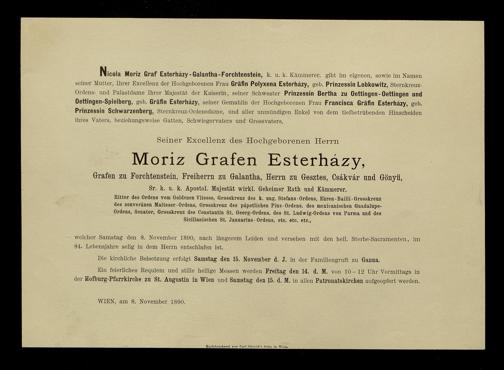 Nicola Moriz Graf Esterházy-Galantha-Forchtenstein, k. u. k. Kämmerer, gibt im eigenen, sowie im Namen
seiner Mutter, Ihrer Excellenz der Hochgeborenen Frau Gräfin Polyxena Esterházy, geb. Prinzessin Lobkowitz, Sternkreuz-
Ordens- und Palastdame Ihrer Majestät der Kaiserin, seiner Schwester Prinzessin Bertha zu Oettingen-Oettingen und
Oettingen-Spielberg, geb. Gräfin Esterházy, seiner Gemahlin der Hochgeborenen Frau Francisca Gräfin Esterházy, geb.
Prinzessin Schwarzenberg, Sternkreuz-Ordensdame, und aller unmündigen Enkel von dem tiefbetrübenden Hinscheiden
ihres Vaters, beziehungsweise Gatten, Schwiegervaters und Grossvaters,
Seiner Excellenz des Hochgeborenen Herrn
Moriz Grafen Esterházy,
Grafen zu Forchtenstein, Freiherrn zu Galantha, Herrn zu Gesztes, Csákvár und Gönyű,
Sr. k. u. k. Apostol. Majestät wirkl. Geheimer Rath und Kämmerer,
Ritter des Ordens vom Goldenen Vliesse, Grosskreuz des k. ung. Stefans-Ordens, Ehren-Bailli-Grosskreuz
des souveränen Malteser-Ordens, Grosskreuz des päpstlichen Pius-Ordens, des mexicanischen Guadalupe-
Ordens, Senator, Grosskreuz des Constantin St. Georg-Ordens, des St. Ludwig-Ordens von Parma und des
Sicilianischen St. Januarius-Ordens, etc. etc. etc.,
welcher Samstag den 8. November 1890, nach längerem Leiden und versehen mit den heil. Sterbe-Sacramenten, im
84. Lebensjahre selig in dem Herrn entschlafen ist.
Die kirchliche Beisetzung erfolgt Samstag den 15. November d. J. in der Familiengruft zu Ganna.
Ein feierliches Requiem und stille heilige Messen werden Freitag den 14. d. M. von 10–12 Uhr Vormittags in
der Hofburg-Pfarrkirche zu St. Augustin in Wien und Samstag den 15. d. M. in allen Patronatskirchen aufgeopfert werden.
WIEN, am 8. November 1890.